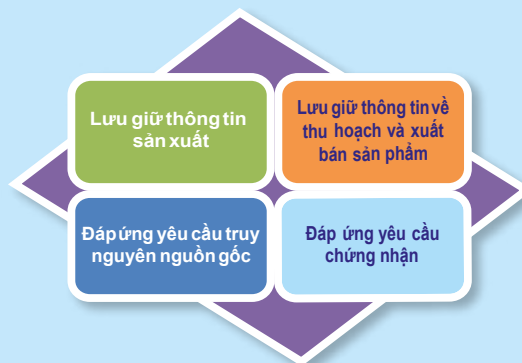 Lưu giữ thông tin
sản xuất
Lưu giữ thông tin về
thu hoạch và xuất
bán sản phẩm
Đáp ứng yêu cầu truy
nguyên nguồn gốc
Đáp ứng yêu cầu
chứng nhận